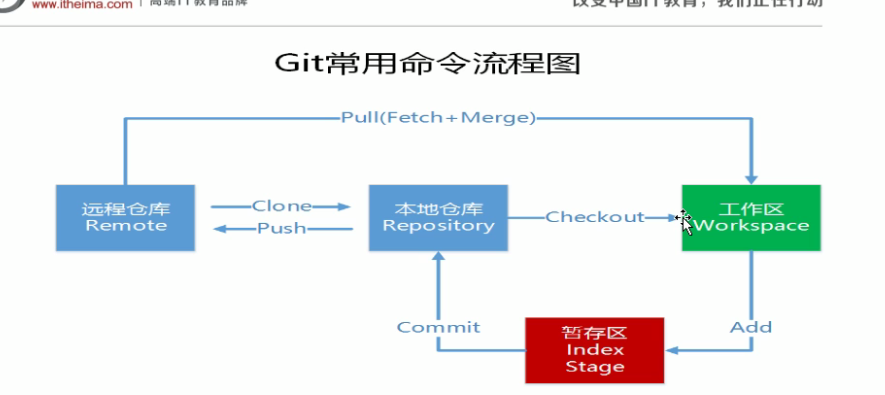 www.itheima.com 高端IT教育品牌
改变中国IT教育，我们正在行动
Git常用命令流程图
Pull(Fetch+Merge)
远程仓库
Remote
Clone
Push
本地仓库
Repository
Checkout
工作区
Workspace
Commit
暂存区
Index
Stage
Add